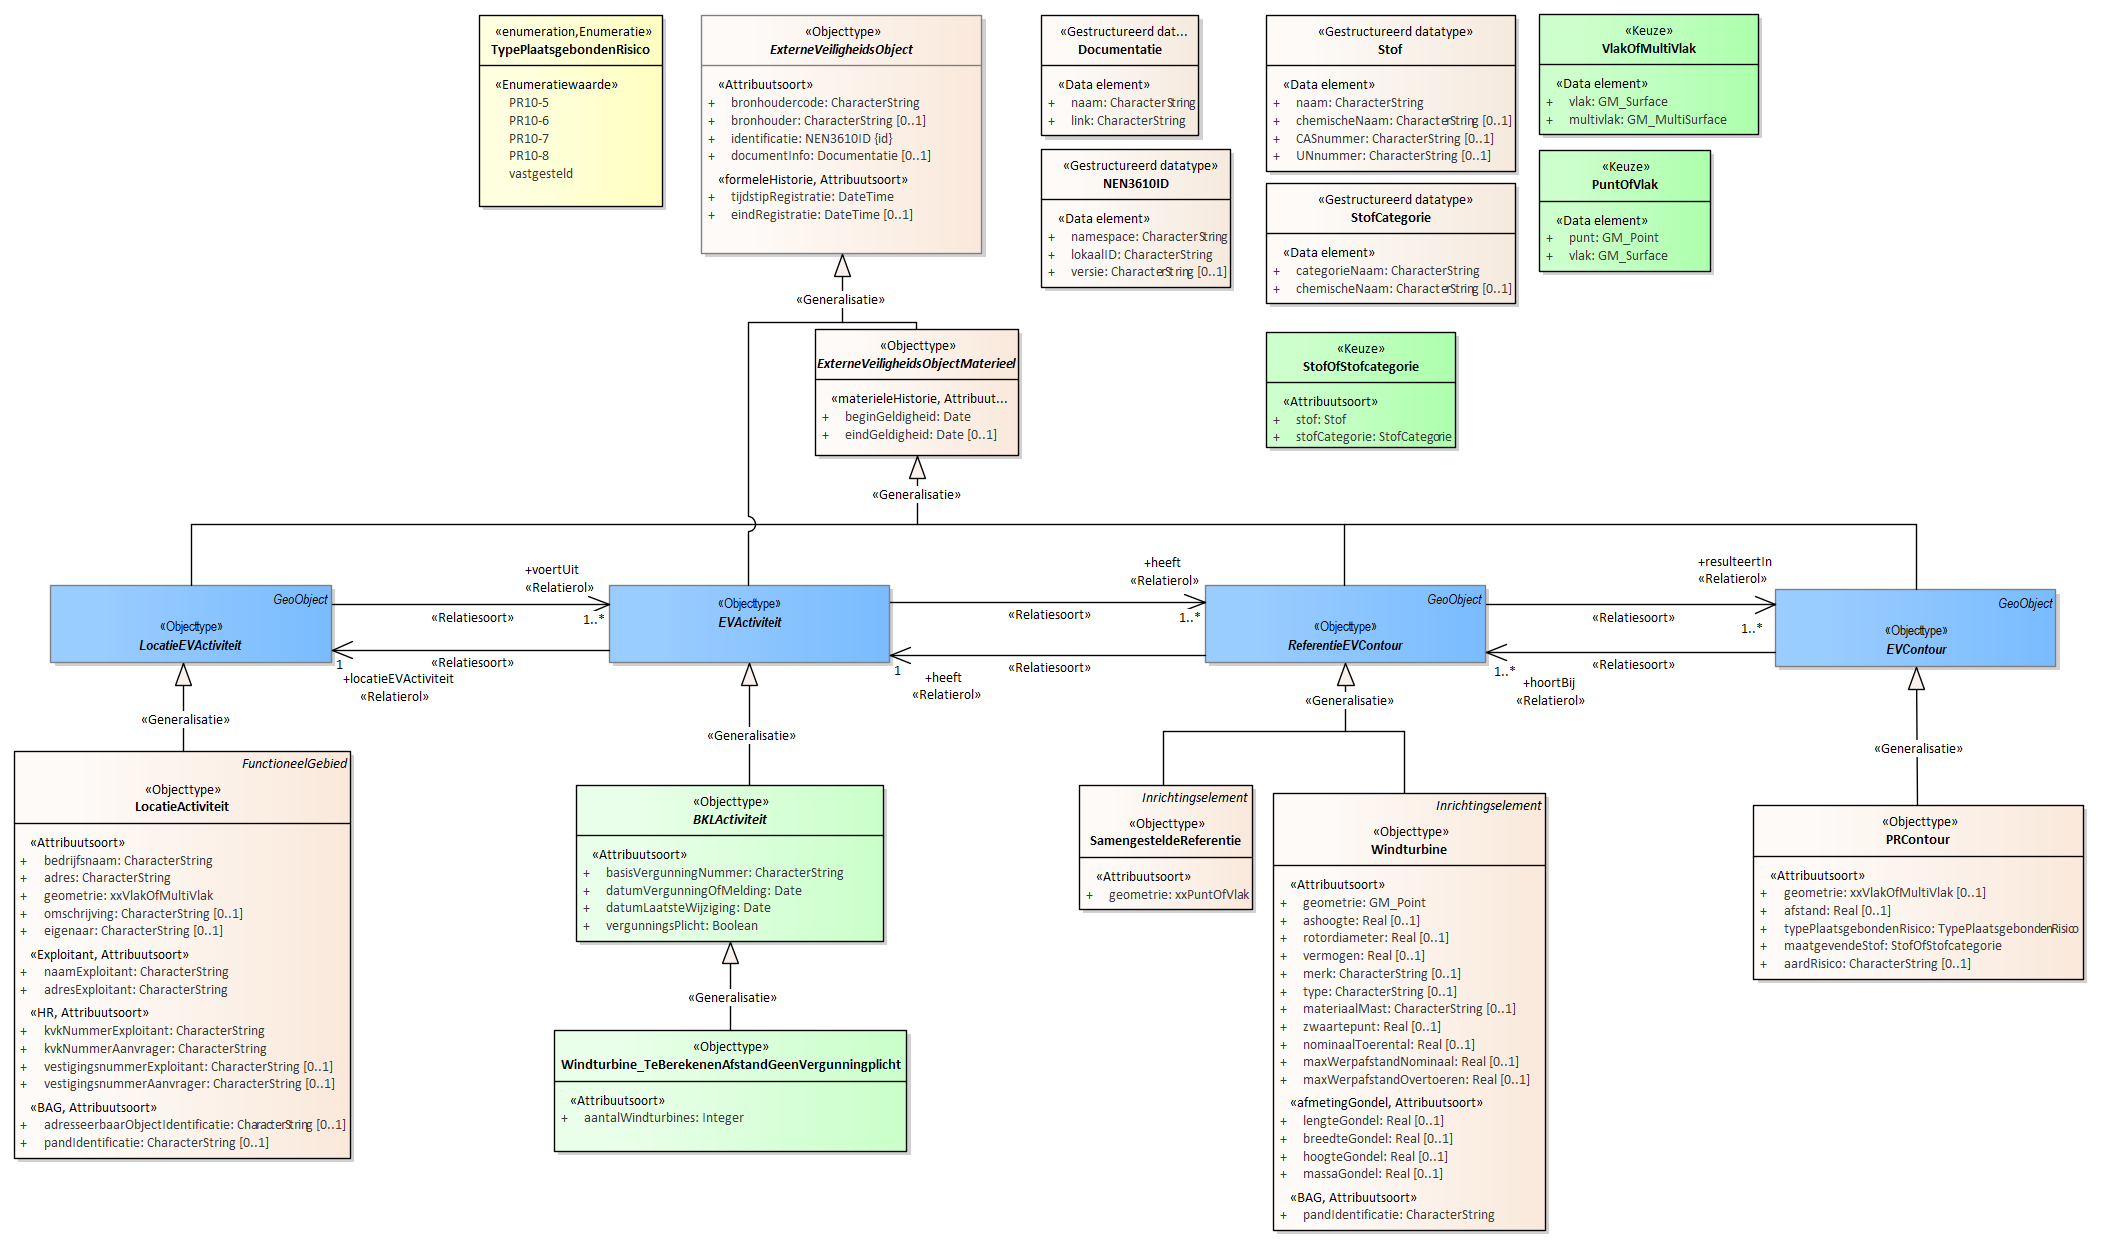 «enumeration,Enumeratie»
TypePlaatsgebondenRisico
«Enumeratiewaarde»
PR10-5
PR10-6
PR10-7
PR10-8
vastgesteld
«Objecttype»
ExterneVeiligheidsObject
«Attribuutsoort»
+ bronhoudercode: CharacterString
+ bronhouder: CharacterString [0..1]
+ identificatie: NEN3610ID {id}
+ documentInfo: Documentatie [0..1]
«formeleHistorie, Attribuutsoort»
+ tijdstipRegistratie: DateTime
+ eindRegistratie: DateTime [0..1]
«Gestructureerd dat...
Documentatie
«Data element»
+ naam: CharacterString
+ link: CharacterString
«Gestructureerd datatype»
NEN3610ID
«Data element»
+ namespace: CharacterString
+ lokaalID: CharacterString
+ versie: CharacterString [0..1]
«Gestructureerd datatype»
Stof
«Data element»
+ naam: CharacterString
+ chemischeNaam: CharacterString [0..1]
+ CASnummer: CharacterString [0..1]
+ UNnummer: CharacterString [0..1]
«Gestructureerd datatype»
StofCategorie
«Data element»
+ categorieNaam: CharacterString
+ chemischeNaam: CharacterString [0..1]
«Keuze»
StofOfStofcategorie
«Attribuutsoort»
+ stof: Stof
+ stofCategorie: StofCategorie
«Keuze»
VlakOfMultiVlak
«Data element»
+ vlak: GM_Surface
+ multivlak: GM_MultiSurface
«Keuze»
PuntOfVlak
«Data element»
+ punt: GM_Point
+ vlak: GM_Surface
«Generalisatie»
«Objecttype»
ExterneVeiligheidsObjectMaterieel
«materieleHistorie, Attribuut...
+ beginGeldigheid: Date
+ eindGeldigheid: Date [0..1]
«Generalisatie»
GeoObject
«Objecttype»
LocatieEVActiviteit
+voertUit
«Relatierol»
«Relatiesoort»
1..*
«Relatiesoort»
1
+locatieEVActiviteit
«Relatierol»
«Objecttype»
EVActiviteit
+heeft
«Relatierol»
«Relatiesoort»
1..*
«Relatiesoort»
1
+heeft
«Relatierol»
GeoObject
«Objecttype»
ReferentieEVContour
+resulteertIn
«Relatierol»
«Relatiesoort»
1..*
«Relatiesoort»
1..*
+hoortBij
«Relatierol»
GeoObject
«Objecttype»
EVContour
«Generalisatie»
«Generalisatie»
«Generalisatie»
«Generalisatie»
FunctioneelGebied
«Objecttype»
LocatieActiviteit
«Attribuutsoort»
+ bedrijfsnaam: CharacterString
+ adres: CharacterString
+ geometrie: xxVlakOfMultiVlak
+ omschrijving: CharacterString [0..1]
+ eigenaar: CharacterString [0..1]
«Exploitant, Attribuutsoort»
+ naamExploitant: CharacterString
+ adresExploitant: CharacterString
«HR, Attribuutsoort»
+ kvkNummerExploitant: CharacterString
+ kvkNummerAanvrager: CharacterString
+ vestigingsnummerExploitant: CharacterString [0..1]
+ vestigingsnummerAanvrager: CharacterString [0..1]
«BAG, Attribuutsoort»
+ adresseerbaarObjectIdentificatie: CharacterString [0..1]
+ pandIdentificatie: CharacterString [0..1]
«Objecttype»
BKLActiviteit
«Attribuutsoort»
+ basisVergunningNummer: CharacterString
+ datumVergunningOfMelding: Date
+ datumLaatsteWijziging: Date
+ vergunningsPlicht: Boolean
«Generalisatie»
«Objecttype»
Windturbine_TeBerekenenAfstandGeenVergunningplicht
«Attribuutsoort»
+ aantalWindturbines: Integer
Inrichtingselement
«Objecttype»
SamengesteldeReferentie
«Attribuutsoort»
+ geometrie: xxPuntOfVlak
Inrichtingselement
«Objecttype»
Windturbine
«Attribuutsoort»
+ geometrie: GM_Point
+ ashoogte: Real [0..1]
+ rotordiameter: Real [0..1]
+ vermogen: Real [0..1]
+ merk: CharacterString [0..1]
+ type: CharacterString [0..1]
+ materiaalMast: CharacterString [0..1]
+ zwaartepunt: Real [0..1]
+ nominaalToerental: Real [0..1]
+ maxWerpafstandNominaal: Real [0..1]
+ maxWerpafstandOvertoeren: Real [0..1]
«afmetingGondel, Attribuutsoort»
+ lengteGondel: Real [0..1]
+ breedteGondel: Real [0..1]
+ hoogteGondel: Real [0..1]
+ massaGondel: Real [0..1]
«BAG, Attribuutsoort»
+ pandIdentificatie: CharacterString
«Objecttype»
PRContour
«Attribuutsoort»
+ geometrie: xxVlakOfMultiVlak [0..1]
+ afstand: Real [0..1]
+ typePlaatsgebondenRisico: TypePlaatsgebondenRisico
+ maatgevendeStof: StofOfStofcategorie
+ aardRisico: CharacterString [0..1]